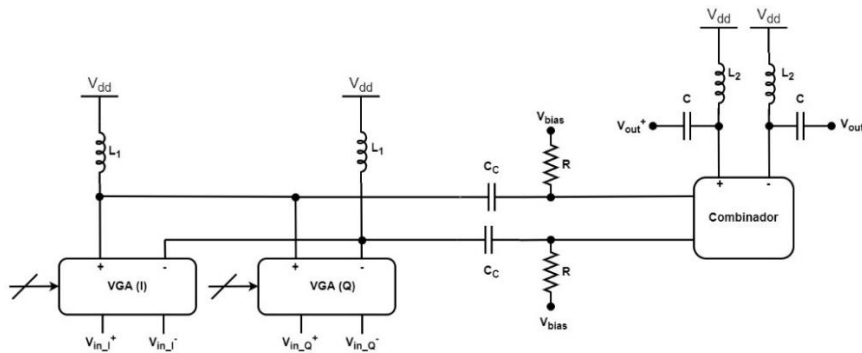 Vdd
Vdd
L2
L2
C
C
Vout+
Vout
Vdd
Vdd
Vbias
L1
L1
R
CC
+
-
Combinador
CC
R
Vbias
+
-
VGA (I)
+
-
VGA (Q)
Vin_I+
Vin_I-
Vin_Q+
Vin_Q-